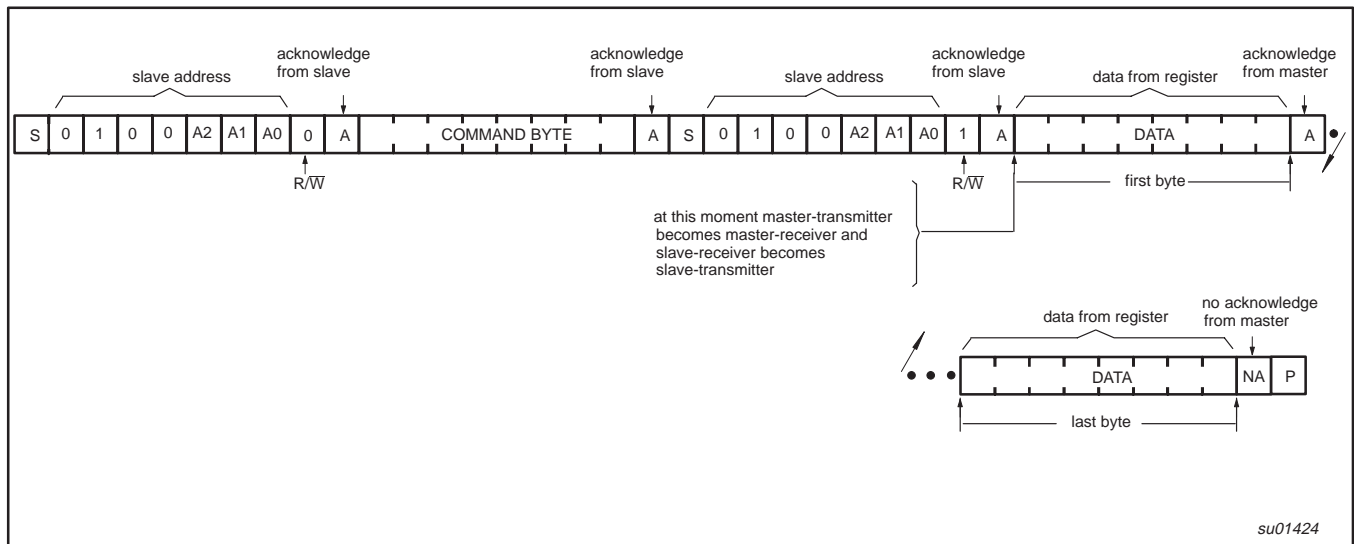 acknowledge from slave
acknowledge from slave
acknowledge from slave
acknowledge from master
slave address
slave address
data from register
S 0 1 0 0 A2 A1 A0 0 A COMMAND BYTE A S 0 1 0 0 A2 A1 A0 1 A DATA A
R/W̅
R/W̅
first byte
at this moment master-transmitter
becomes master-receiver and
slave-receiver becomes
slave-transmitter
data from register
no acknowledge
from master
DATA NA P
last byte
su01424